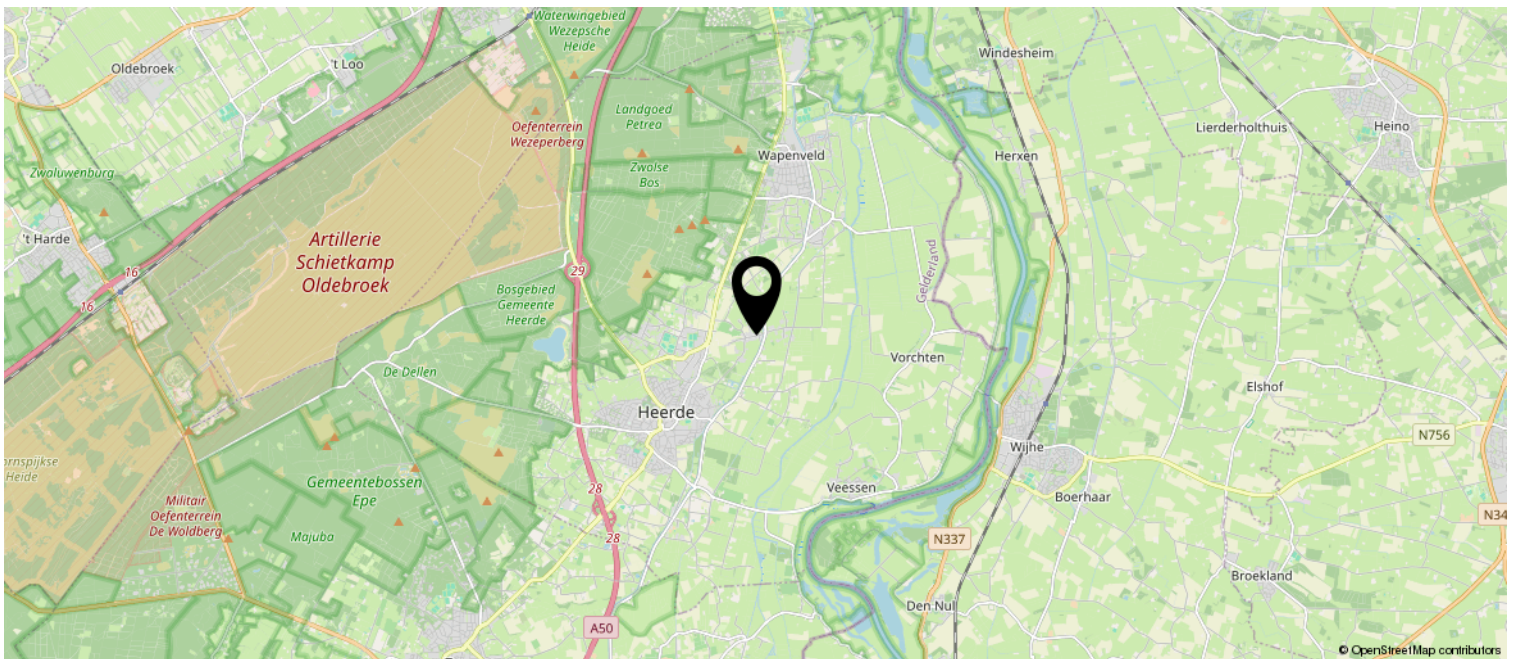 Waterwingebied
Wezepsche
Heide
Oldebroek
't Loo
Windesheim
Landgoed
Petrea
Oefenterrein
Wezeperberg
Lierderholthuis
Heino
Wapenveld
Herxen
Zwolse
Bos
Zwaluwenburg
't Harde
Artillerie
Schietkamp
Oldebroek
16
16
29
Gelderland
Bosgebied
Gemeente
Heerde
Vorchten
De Dellen
Elshof
Heerde
N756
Wijhe
ornspijkse
Heide
Gemeentebossen
Epe
28
Veessen
Boerhaar
Militair
Oefenterrein
De Woldberg
Majuba
28
N337
N34
Broekland
Den Nul
A50
© OpenStreetMap contributors